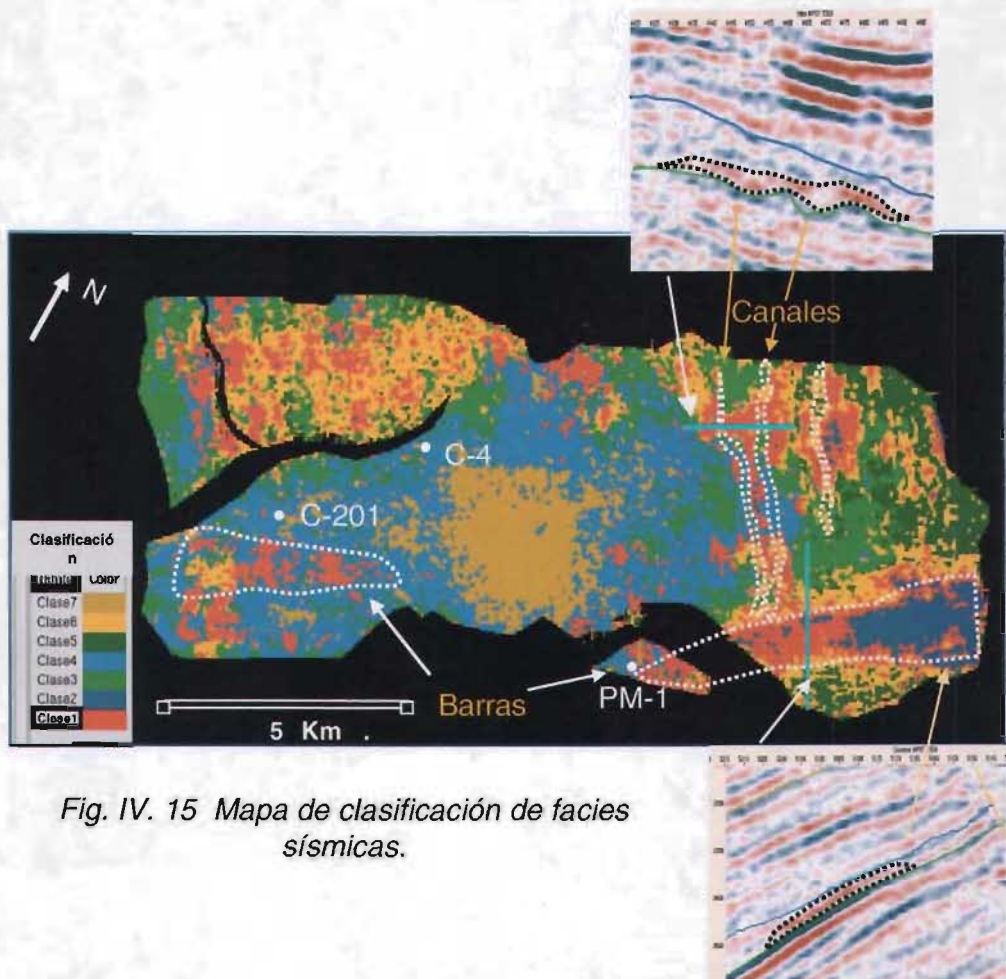 Canales
N
C-4
C-201
Clasificació
n
Name Color
Clase7
Clase6
Clase5
Clase4
Clase3
Clase2
Clase1
Barras
PM-1
5 Km .
Fig. IV. 15 Mapa de clasificación de facies
sísmicas.